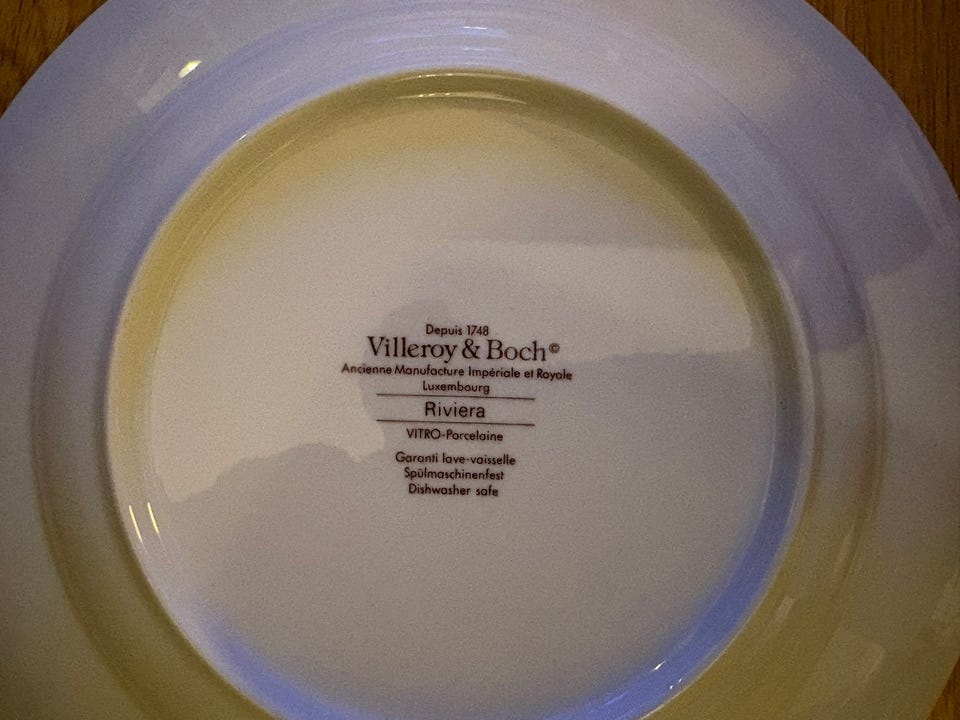 Depuis 1748
Villeroy & Boch©
Ancienne Manufacture Impériale et Royale
Luxembourg
Riviera
VITRO-Porcelaine
Garanti lave-vaisselle
Spülmaschinenfest
Dishwasher safe